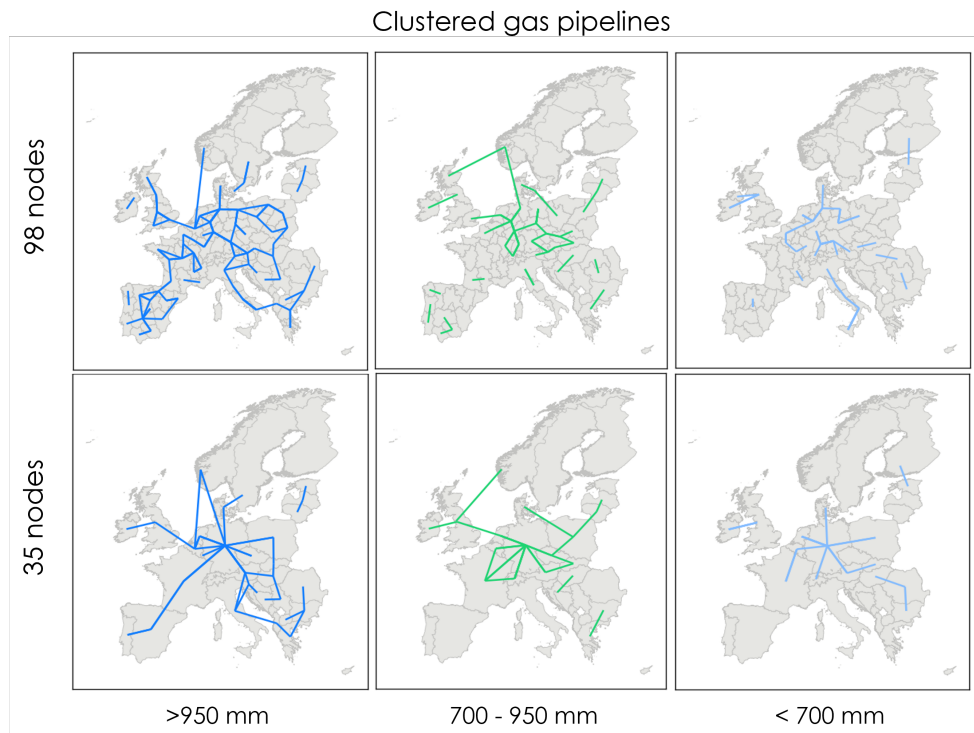 Clustered gas pipelines
98 nodes
35 nodes
>950 mm
700 - 950 mm
< 700 mm